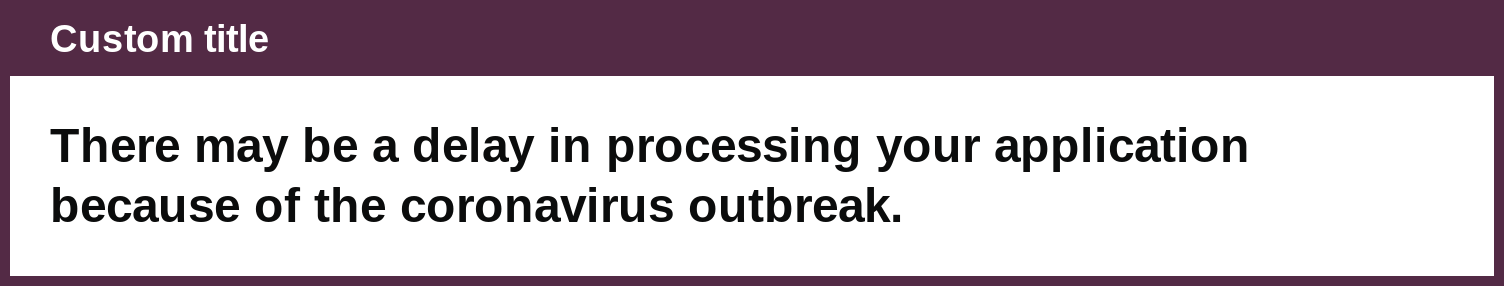 Custom title
There may be a delay in processing your application
because of the coronavirus outbreak.